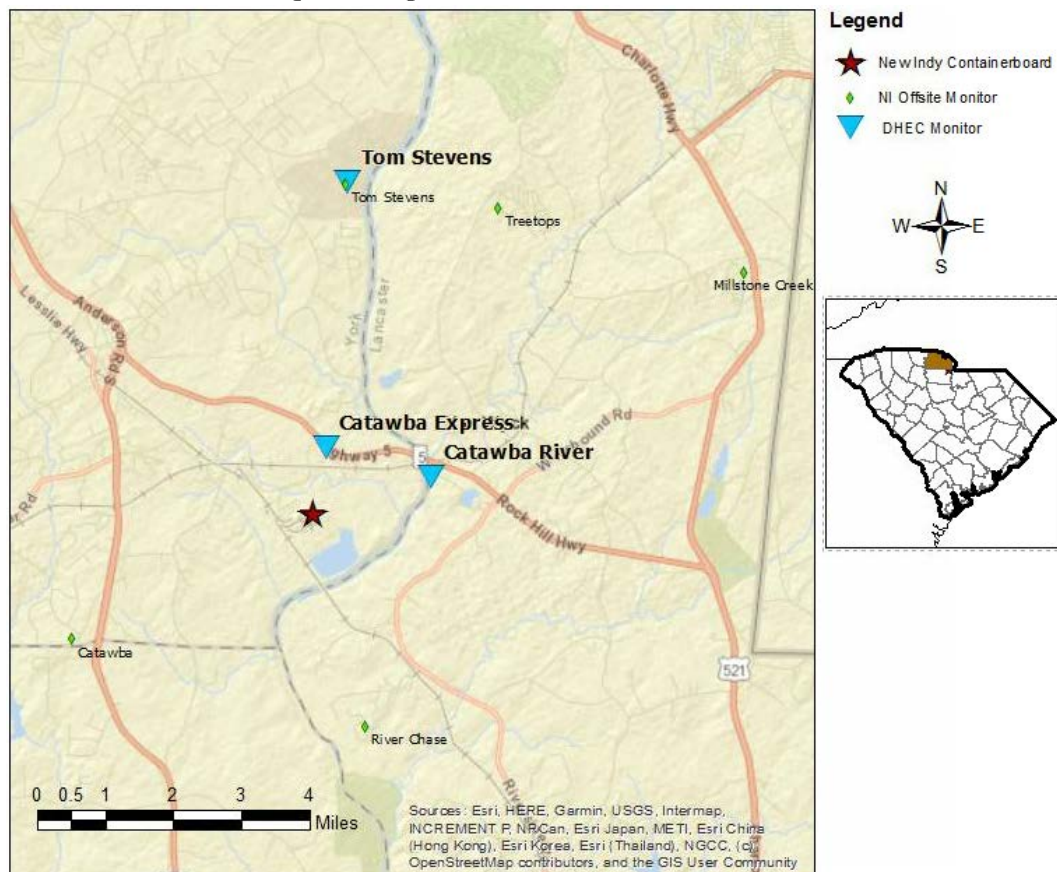 Legend
New Indy Containerboard
NI Offsite Monitor
DHEC Monitor
N
W
E
S
Charlotte Hwy
Tom Stevens
Tom Stevens
Treetops
Millstone Creek
York
Lancaster
Lesslie Hwy
Anderson Rd S
Catawba Express
ighway 5
5
Catawba River
Rock Hill Hwy
521
Catawba
River Chase
0 0.5 1 2 3 4
Miles
Sources: Esri, HERE, Garmin, USGS, Intermap,
INCREMENT P, NRCan, Esri Japan, METI, Esri China
(Hong Kong), Esri Korea, Esri (Thailand), NGCC, (c)
OpenStreetMap contributors, and the GIS User Community